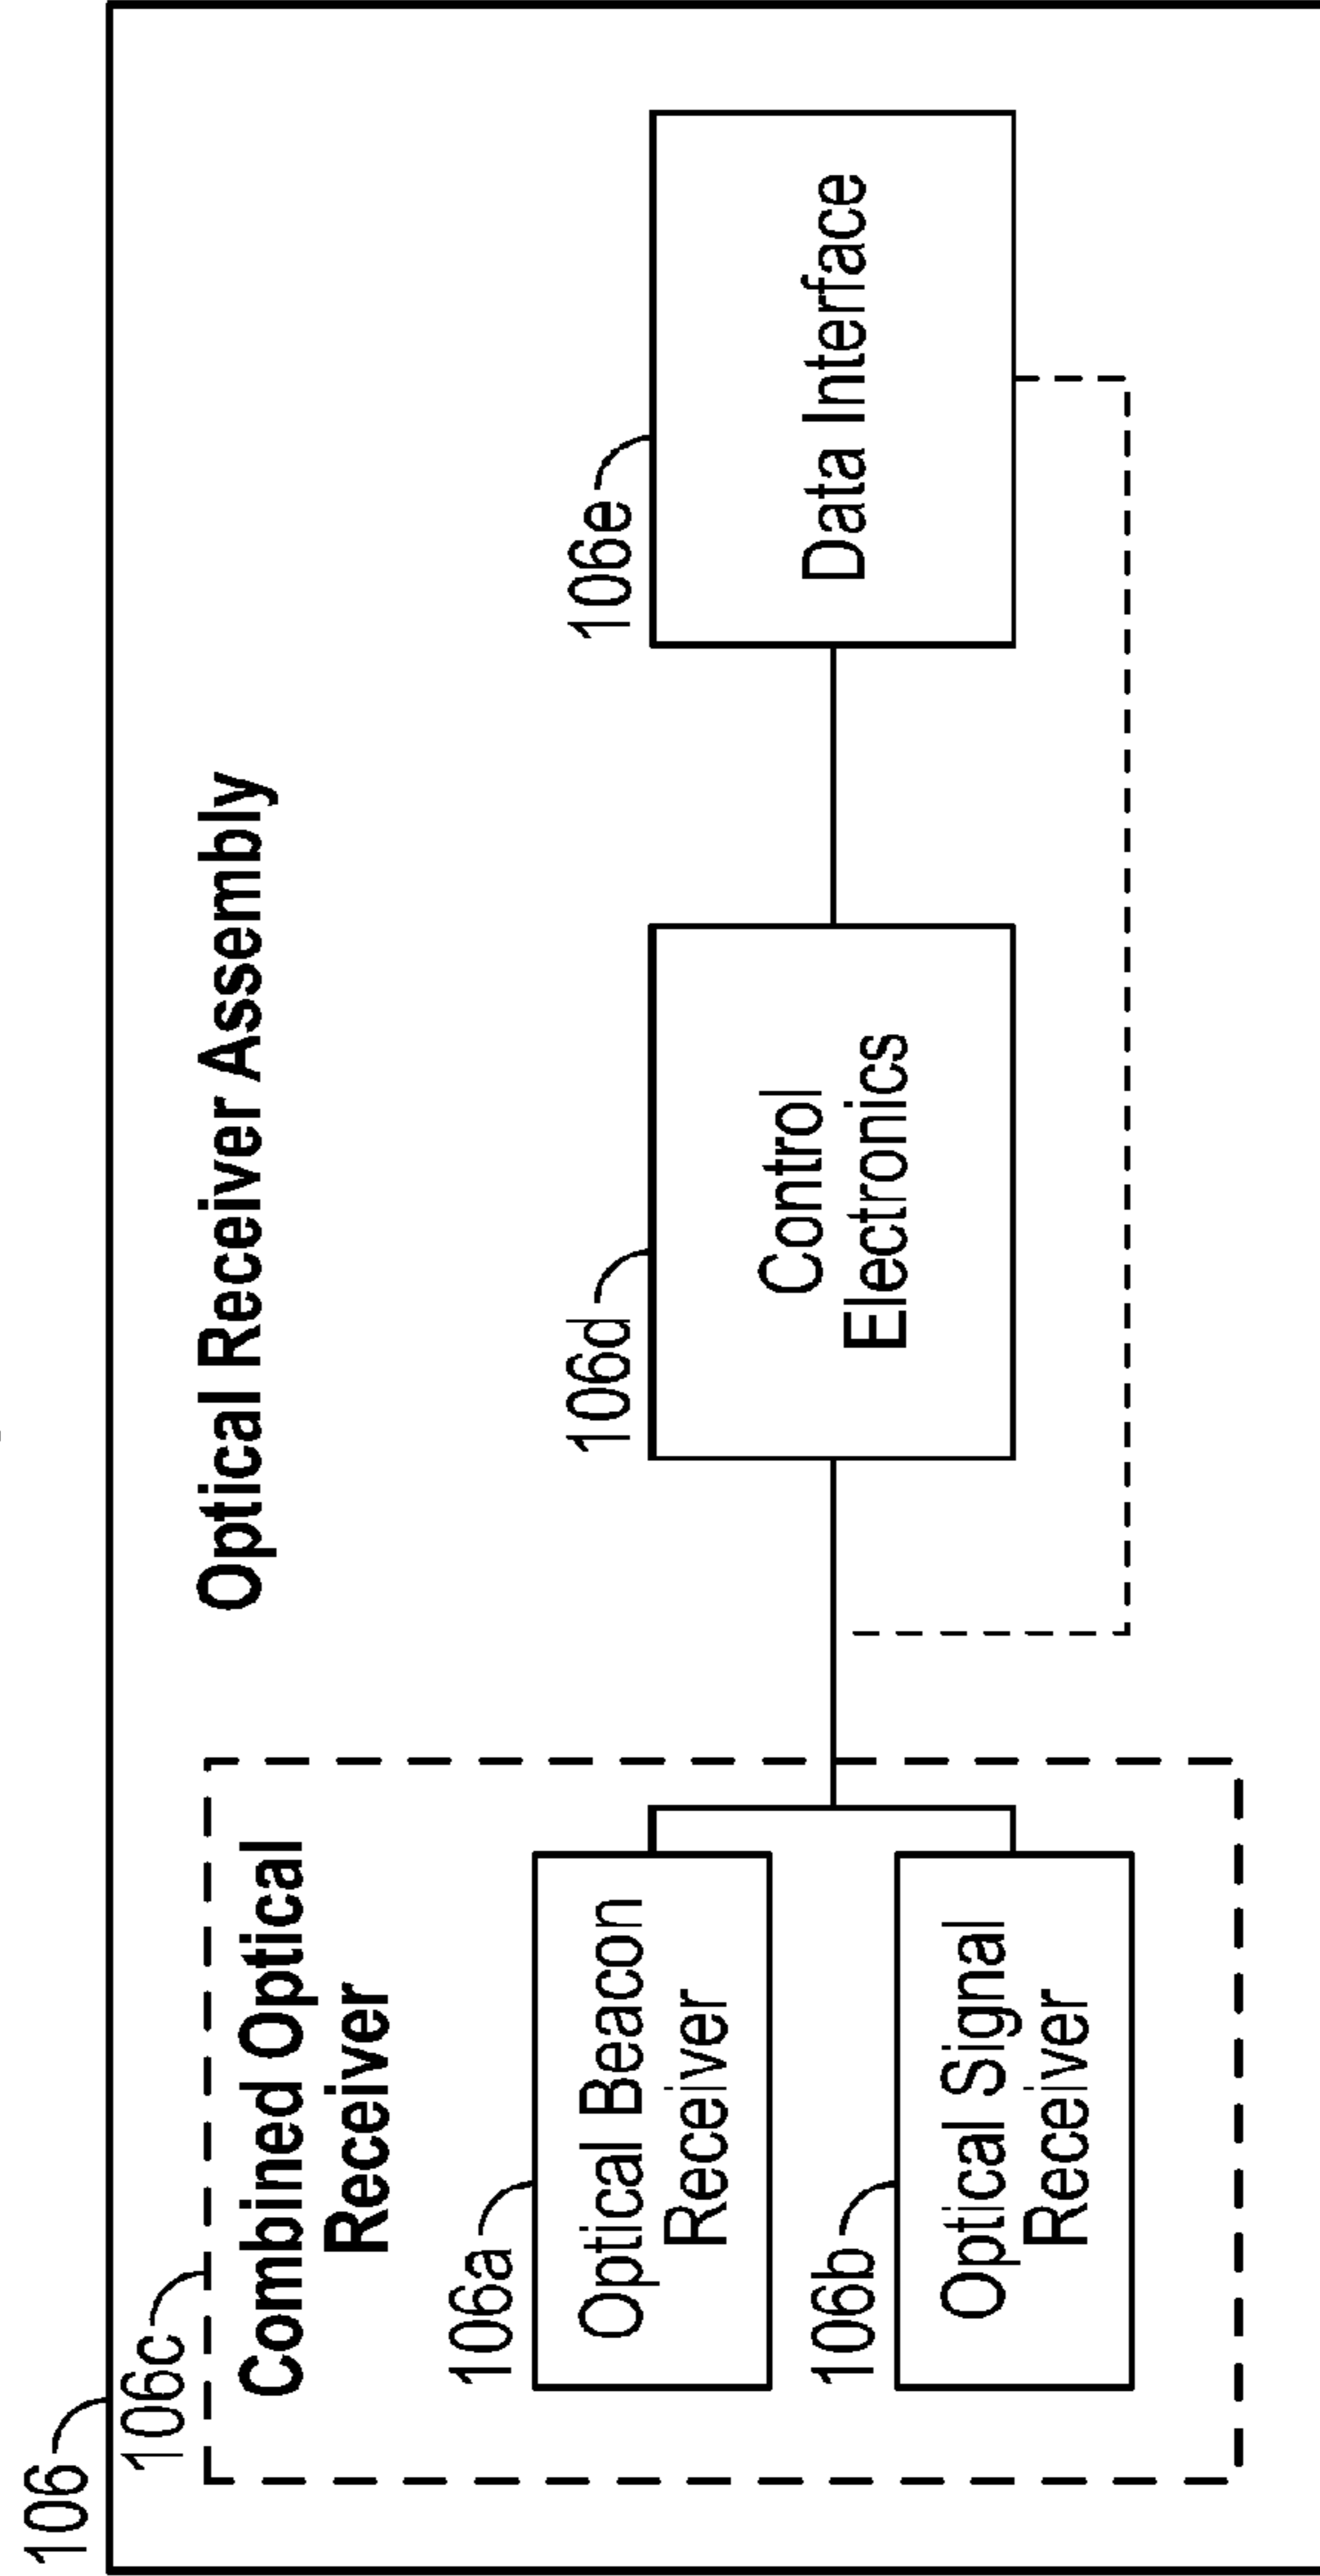 106
106c
Optical Receiver Assembly
Combined Optical
Receiver
106a
Optical Beacon
Receiver
106b
Optical Signal
Receiver
106d
Control
Electronics
106e
Data Interface